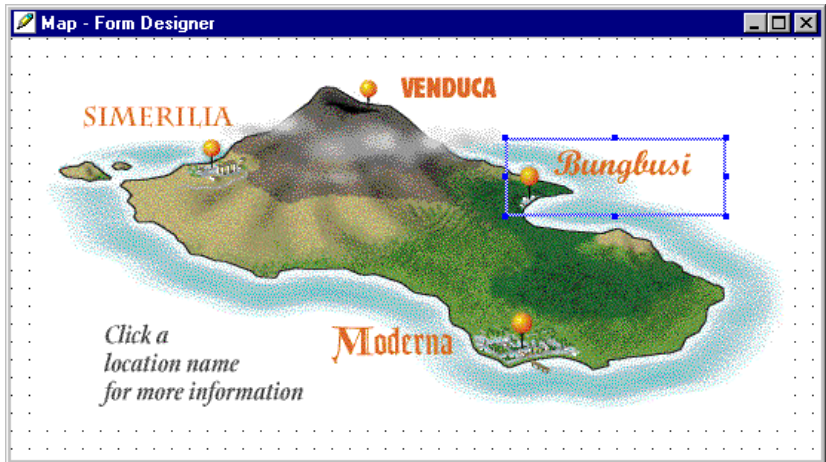 Map - Form Designer
VENDUCA
SIMERILIA
Bungbusi
Moderna
Click a
location name
for more information